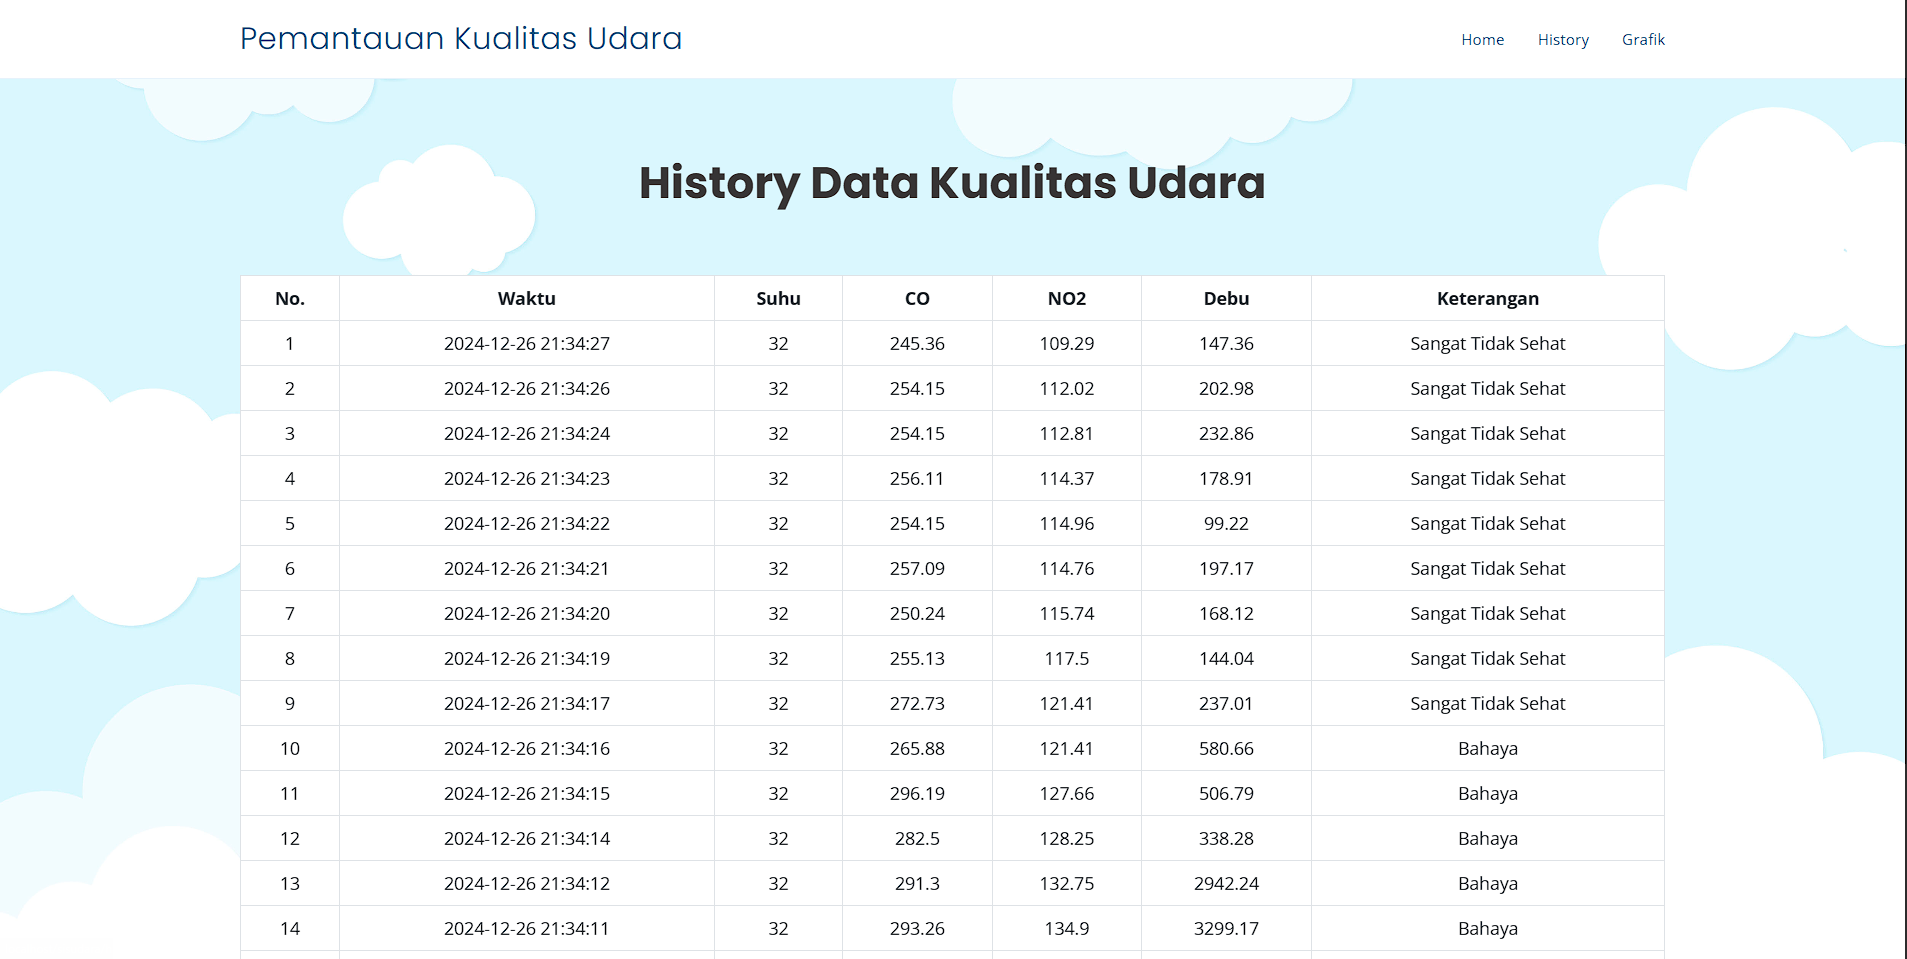 Pemantauan Kualitas Udara
Home History Grafik
History Data Kualitas Udara
No. Waktu Suhu CO NO2 Debu Keterangan
1 2024-12-26 21:34:27 32 245.36 109.29 147.36 Sangat Tidak Sehat
2 2024-12-26 21:34:26 32 254.15 112.02 202.98 Sangat Tidak Sehat
3 2024-12-26 21:34:24 32 254.15 112.81 232.86 Sangat Tidak Sehat
4 2024-12-26 21:34:23 32 256.11 114.37 178.91 Sangat Tidak Sehat
5 2024-12-26 21:34:22 32 254.15 114.96 99.22 Sangat Tidak Sehat
6 2024-12-26 21:34:21 32 257.09 114.76 197.17 Sangat Tidak Sehat
7 2024-12-26 21:34:20 32 250.24 115.74 168.12 Sangat Tidak Sehat
8 2024-12-26 21:34:19 32 255.13 117.5 144.04 Sangat Tidak Sehat
9 2024-12-26 21:34:17 32 272.73 121.41 237.01 Sangat Tidak Sehat
10 2024-12-26 21:34:16 32 265.88 121.41 580.66 Bahaya
11 2024-12-26 21:34:15 32 296.19 127.66 506.79 Bahaya
12 2024-12-26 21:34:14 32 282.5 128.25 338.28 Bahaya
13 2024-12-26 21:34:12 32 291.3 132.75 2942.24 Bahaya
14 2024-12-26 21:34:11 32 293.26 134.9 3299.17 Bahaya